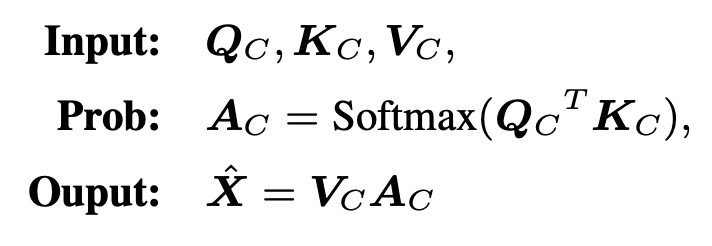 Input: Q_C, K_C, V_C,
Prob: A_C = Softmax(Q_C^T K_C),
Ouput: X̂ = V_C A_C